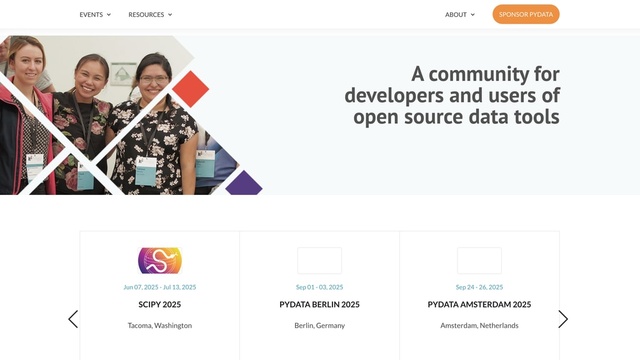 EVENTS
RESOURCES
ABOUT
SPONSOR PYDATA
A community for
developers and users of
open source data tools
Jun 07, 2025 - Jul 13, 2025
SCIPY 2025
Tacoma, Washington
Sep 01 - 03, 2025
PYDATA BERLIN 2025
Berlin, Germany
Sep 24 - 26, 2025
PYDATA AMSTERDAM 2025
Amsterdam, Netherlands